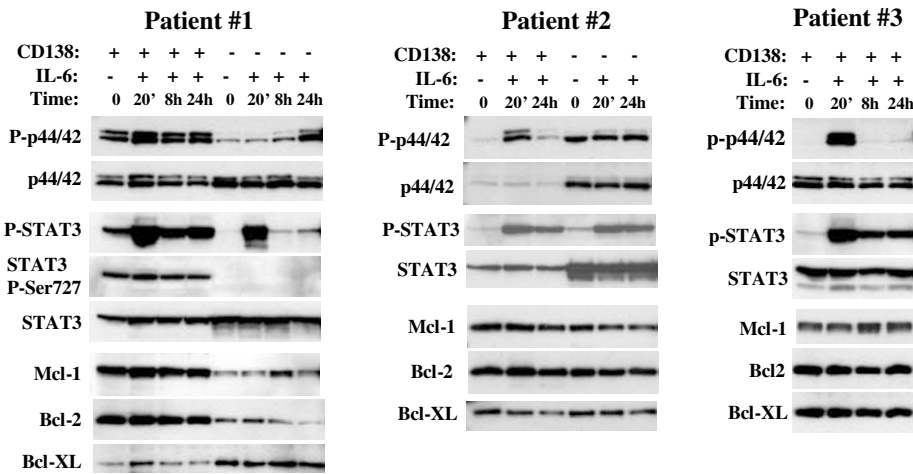 Patient #1
CD138: + + + + - - - -
IL-6: - + + + - + + +
Time: 0 20’ 8h 24h 0 20’ 8h 24h
P-p44/42
p44/42
P-STAT3
STAT3
P-Ser727
STAT3
Mcl-1
Bcl-2
Bcl-XL
Patient #2
CD138: + + + - - -
IL-6: - + + - + +
Time: 0 20’ 24h 0 20’ 24h
P-p44/42
p44/42
P-STAT3
STAT3
Mcl-1
Bcl-2
Bcl-XL
Patient #3
CD138: + + + +
IL-6: - + + +
Time: 0 20’ 8h 24h
p-p44/42
p44/42
p-STAT3
STAT3
Mcl-1
Bcl2
Bcl-XL